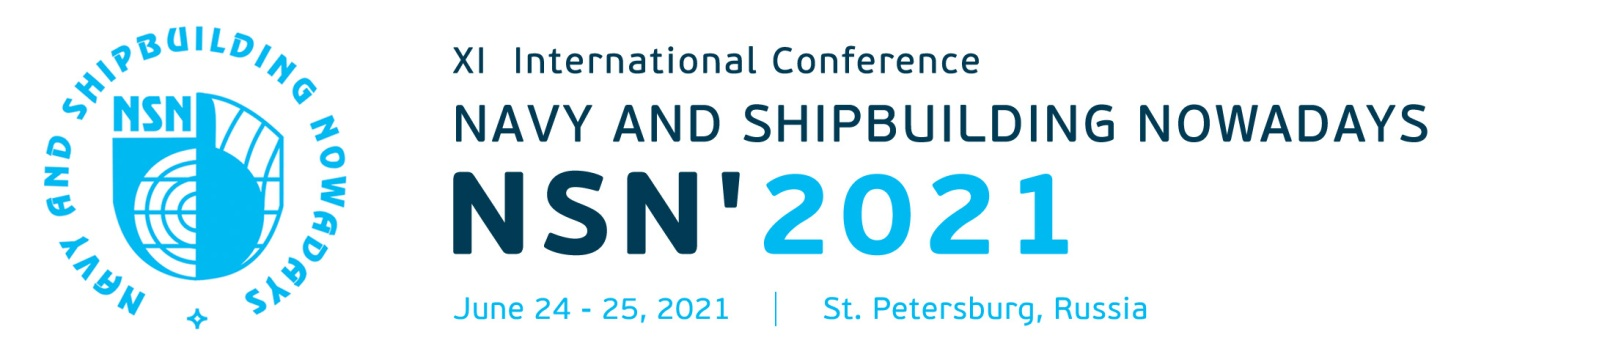 NAVY AND SHIPBUILDING NOWADAYS
NSN
XI International Conference
NAVY AND SHIPBUILDING NOWADAYS
NSN'2021
June 24 - 25, 2021 | St. Petersburg, Russia